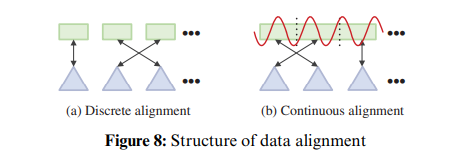 (a) Discrete alignment
(b) Continuous alignment
Figure 8: Structure of data alignment